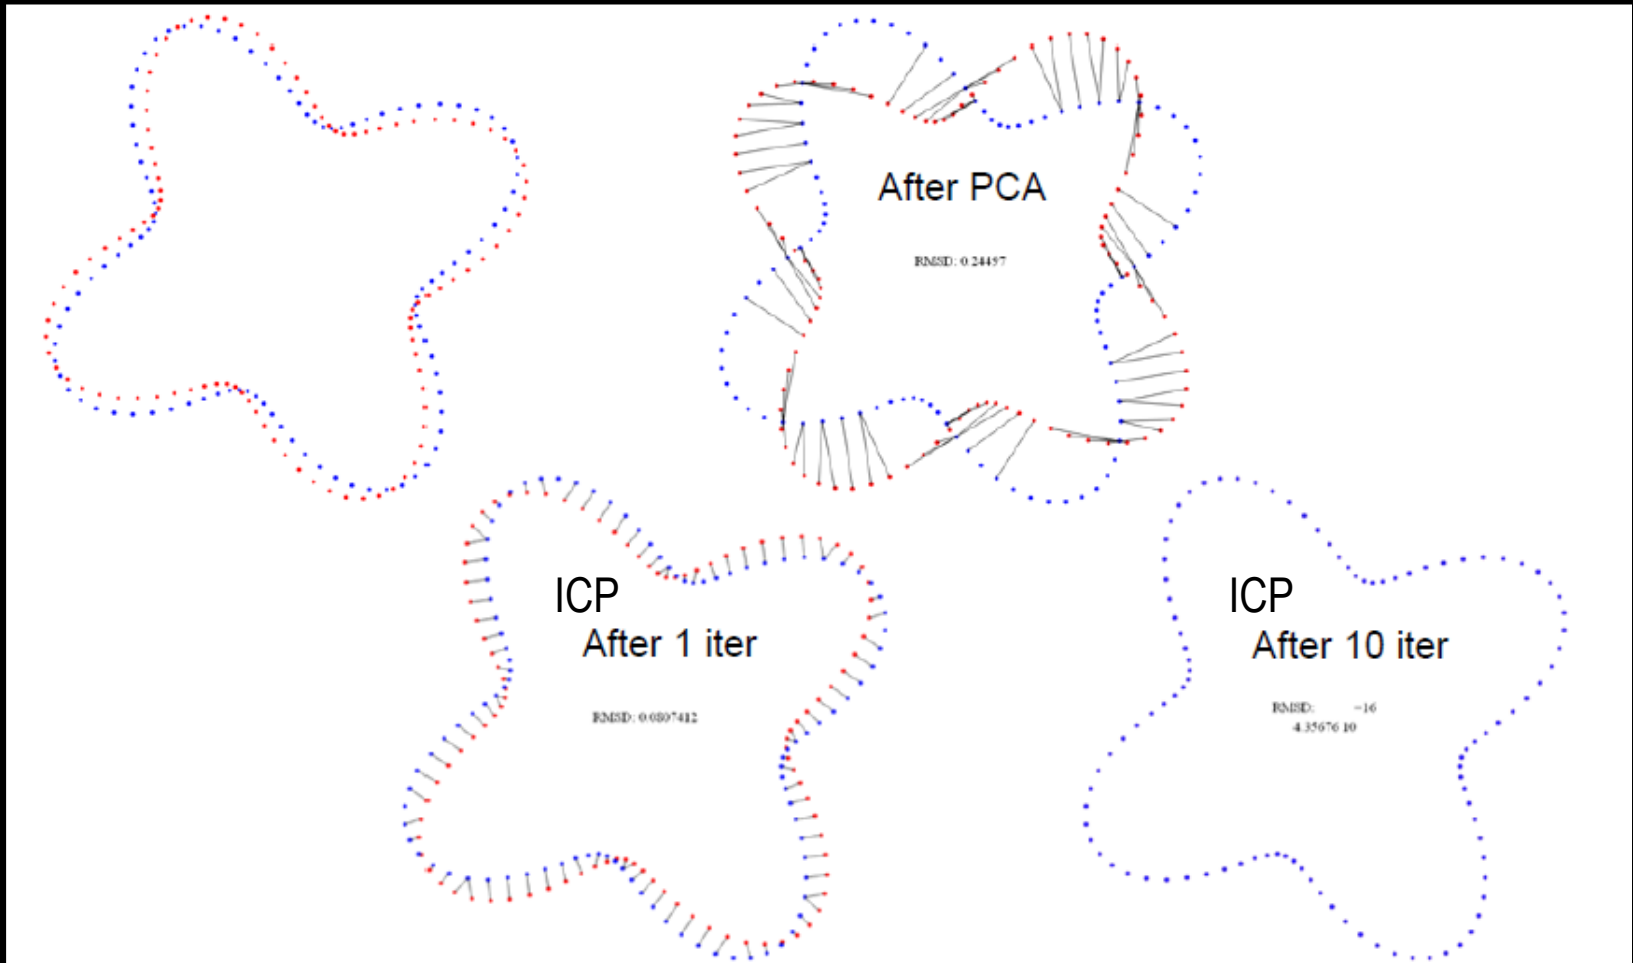 After PCA
RMSD: 0.24497
ICP
After 1 iter
RMSD: 0.0807412
ICP
After 10 iter
RMSD: −16
4.35676 10